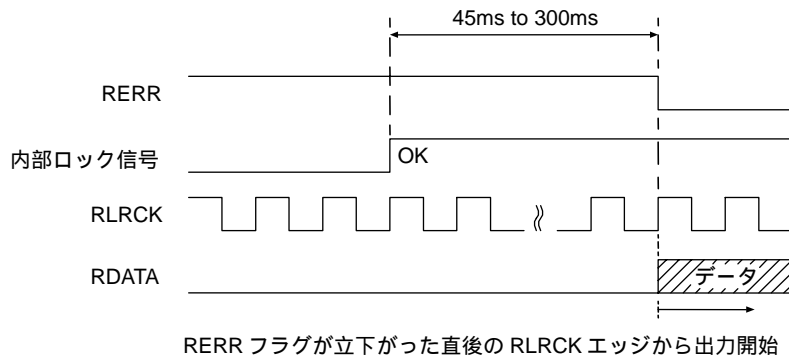 45ms to 300ms
RERR
内部ロック信号
OK
RLRCK
RDATA
データ
RERR フラグが立下がった直後の RLRCK エッジから出力開始